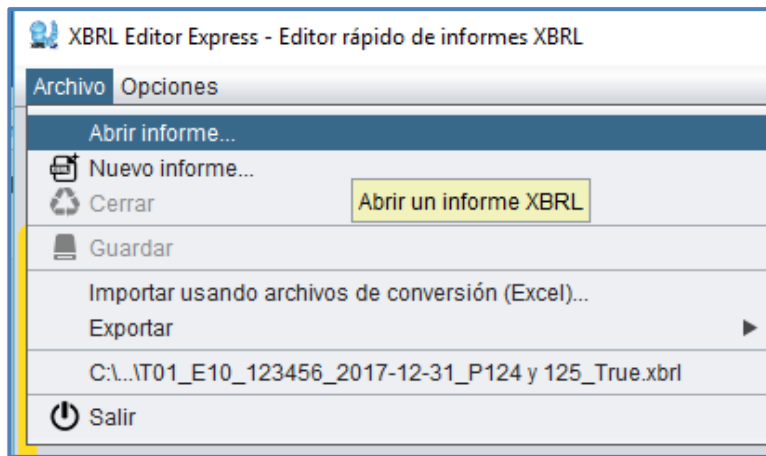 XBRL Editor Express - Editor rápido de informes XBRL
Archivo Opciones
Abrir informe...
Nuevo informe...
Cerrar
Abrir un informe XBRL
Guardar
Importar usando archivos de conversión (Excel)...
Exportar
C:\...\T01_E10_123456_2017-12-31_P124 y 125_True.xbrl
Salir